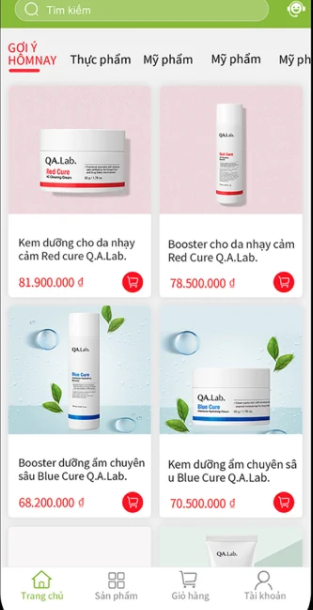 Tìm kiếm
GỢI Ý
HÔMNAY
Thực phẩm
Mỹ phẩm
Mỹ phẩm
Mỹ ph
QA.Lab.
Red Cure
QA.Lab.
Red Cure
Kem dưỡng cho da nhạy
cảm Red cure Q.A.Lab.
81.900.000 đ
Booster cho da nhạy cảm
Red Cure Q.A.Lab.
78.500.000 đ
QA.Lab.
Blue Cure
QA.Lab.
Blue Cure
Booster dưỡng ẩm chuyên
sâu Blue Cure Q.A.Lab.
68.200.000 đ
Kem dưỡng ẩm chuyên sâ
u Blue Cure Q.A.Lab.
70.500.000 đ
QA.Lab.
Trang chủ
Sản phẩm
Giỏ hàng
Tài khoản